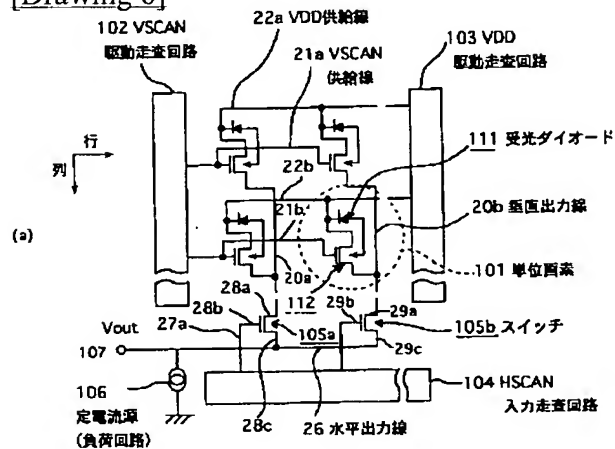 [Drawing 6]
102 VSCAN
駆動走査回路
22a VDD供給線
21a VSCAN
供給線
103 VDD
駆動走査回路
行
列
111 受光ダイオード
22b
21b
20b 垂直出力線
(a)
20a
101 単位画素
112
28a
28b
27a
29b
29a
105a
105b スイッチ
Vout
107
29c
106
定電流源
(負荷回路)
28c
26 水平出力線
104 HSCAN
入力走査回路